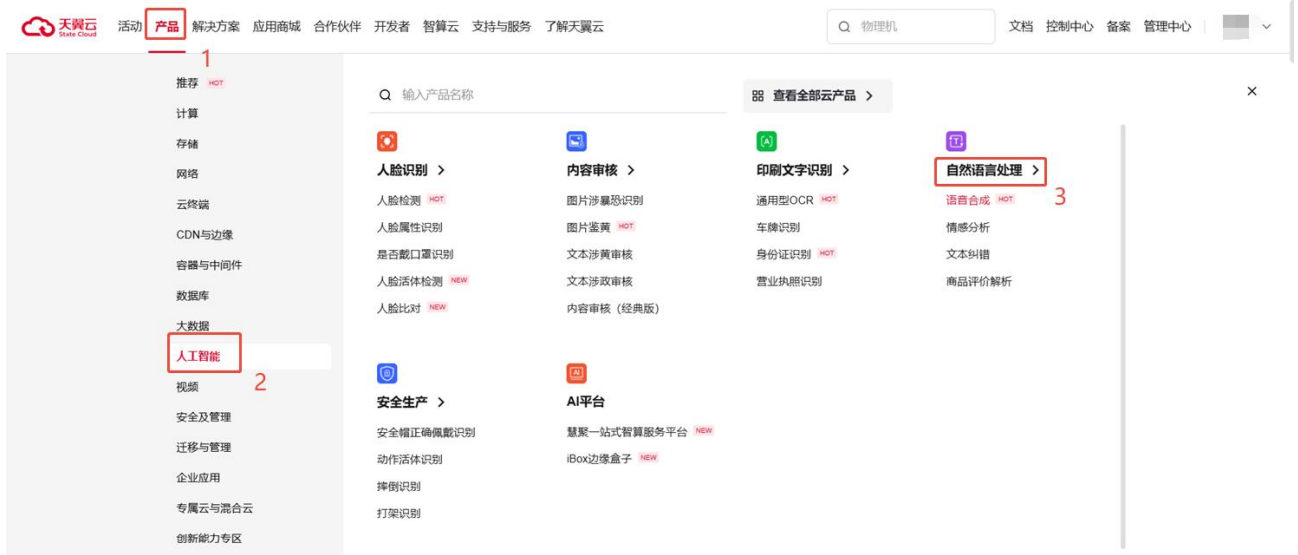 天翼云
State Cloud
活动 产品 解决方案 应用商城 合作伙伴 开发者 智算云 支持与服务 了解天翼云
物理机
文档 控制中心 备案 管理中心
1
推荐 HOT
计算
存储
网络
云终端
CDN与边缘
容器与中间件
数据库
大数据
人工智能
2
视频
安全及管理
迁移与管理
企业应用
专属云与混合云
创新能力专区
输入产品名称
查看全部云产品 >
人脸识别 >
人脸检测 HOT
人脸属性识别
是否戴口罩识别
人脸活体检测 NEW
人脸比对 NEW
内容审核 >
图片涉暴恐识别
图片鉴黄 HOT
文本涉黄审核
文本涉政审核
内容审核（经典版）
印刷文字识别 >
通用型OCR HOT
车牌识别
身份证识别 HOT
营业执照识别
自然语言处理 >
3
语音合成 HOT
情感分析
文本纠错
商品评价解析
安全生产 >
安全帽正确佩戴识别
动作活体识别
摔倒识别
打架识别
AI平台
慧聚一站式智算服务平台 NEW
iBox边缘盒子 NEW